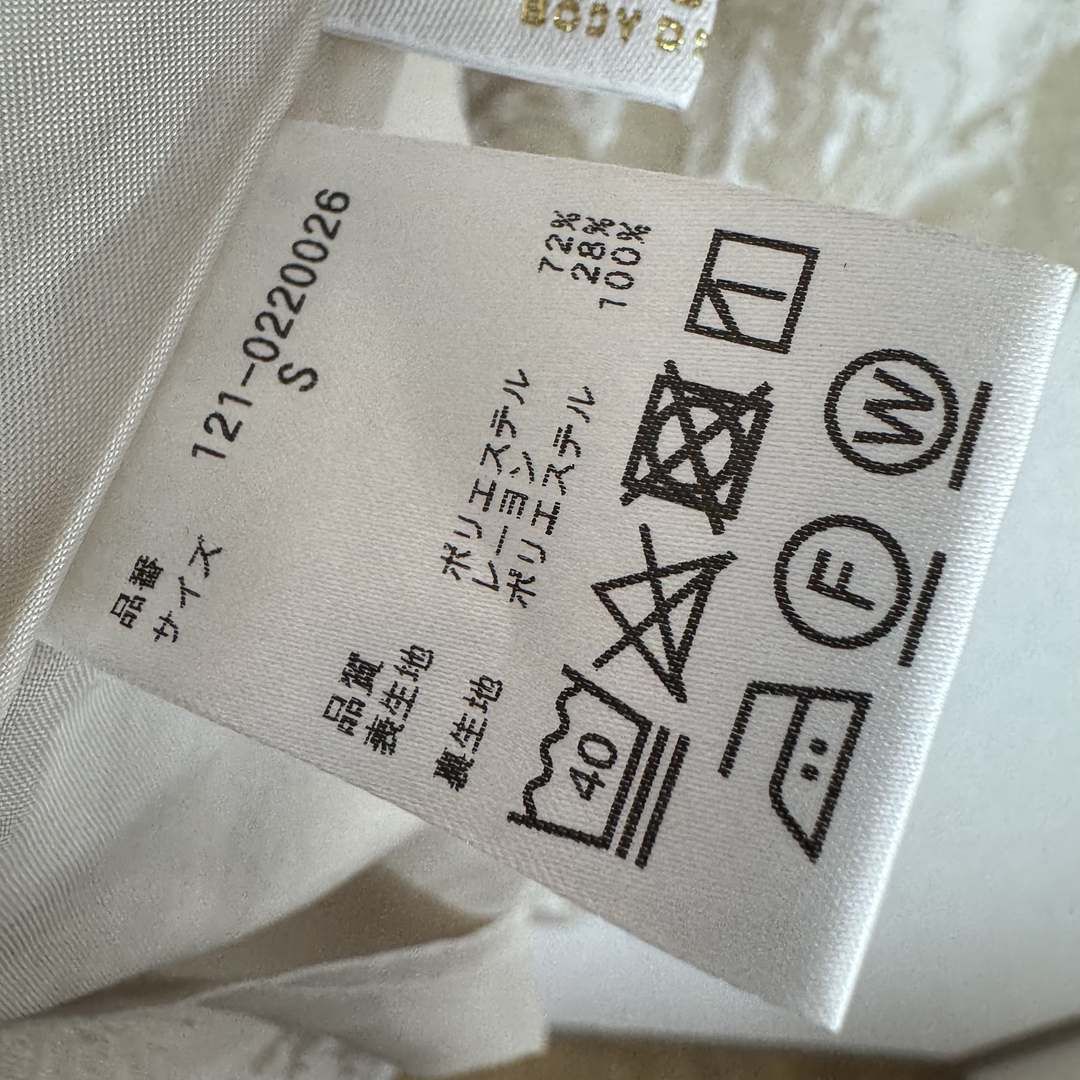 BODY D
品番 121-0220026
サイズ S
品質
表生地 ポリエステル 72%
レーヨン 28%
裏生地 ポリエステル 100%
40
F
W